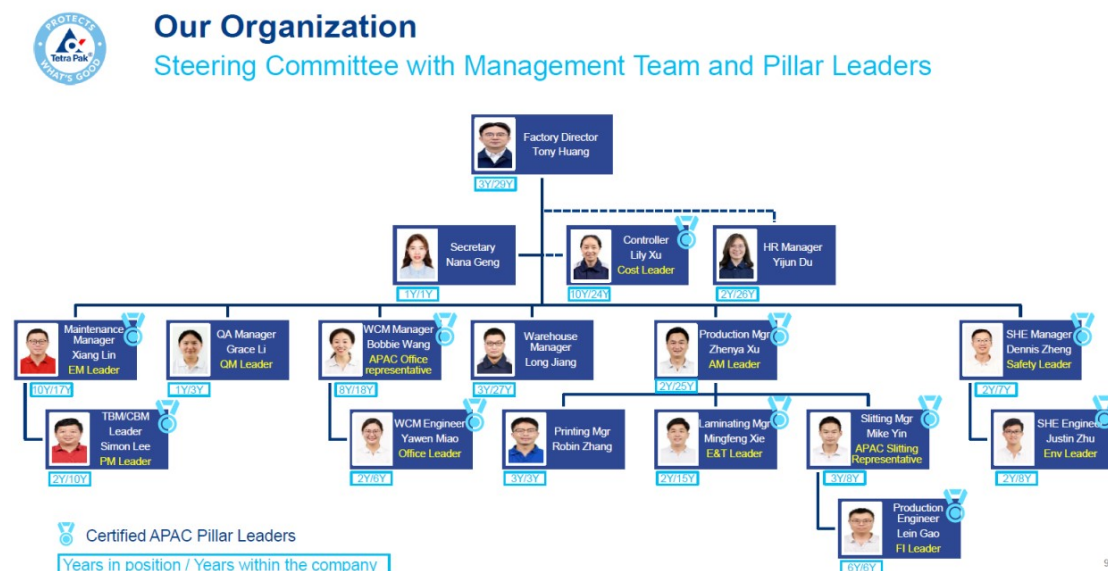 PROTECTS
Tetra Pak®
WHAT'S GOOD
Our Organization
Steering Committee with Management Team and Pillar Leaders
Factory Director
Tony Huang
3Y/29Y
Secretary
Nana Geng
1Y/1Y
Controller
Lily Xu
Cost Leader
10Y/24Y
HR Manager
Yijun Du
2Y/26Y
Maintenance
Manager
Xiang Lin
EM Leader
10Y/17Y
QA Manager
Grace Li
QM Leader
1Y/3Y
WCM Manager
Bobbie Wang
APAC Office
representative
8Y/19Y
Warehouse
Manager
Long Jiang
3Y/27Y
Production Mgr
Zhenya Xu
AM Leader
2Y/25Y
SHE Manager
Dennis Zheng
Safety Leader
2Y/7Y
TBM/CBM
Leader
Simon Lee
PM Leader
2Y/10Y
WCM Engineer
Yawen Miao
Office Leader
2Y/6Y
Printing Mgr
Robin Zhang
3Y/3Y
Laminating Mgr
Mingfeng Xie
E&T Leader
2Y/15Y
Slitting Mgr
Mike Yin
APAC Slitting
Representative
3Y/8Y
SHE Engineer
Justin Zhu
Env Leader
2Y/8Y
Production
Engineer
Lein Gao
FI Leader
6Y/6Y
Certified APAC Pillar Leaders
Years in position / Years within the company
9